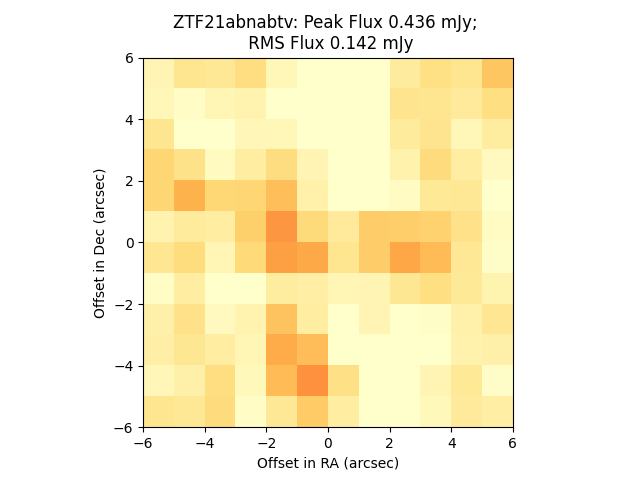 ZTF21abnabtv: Peak Flux 0.436 mJy;
RMS Flux 0.142 mJy
6
4
2
0
−2
−4
−6
Offset in Dec (arcsec)
−6 −4 −2 0 2 4 6
Offset in RA (arcsec)